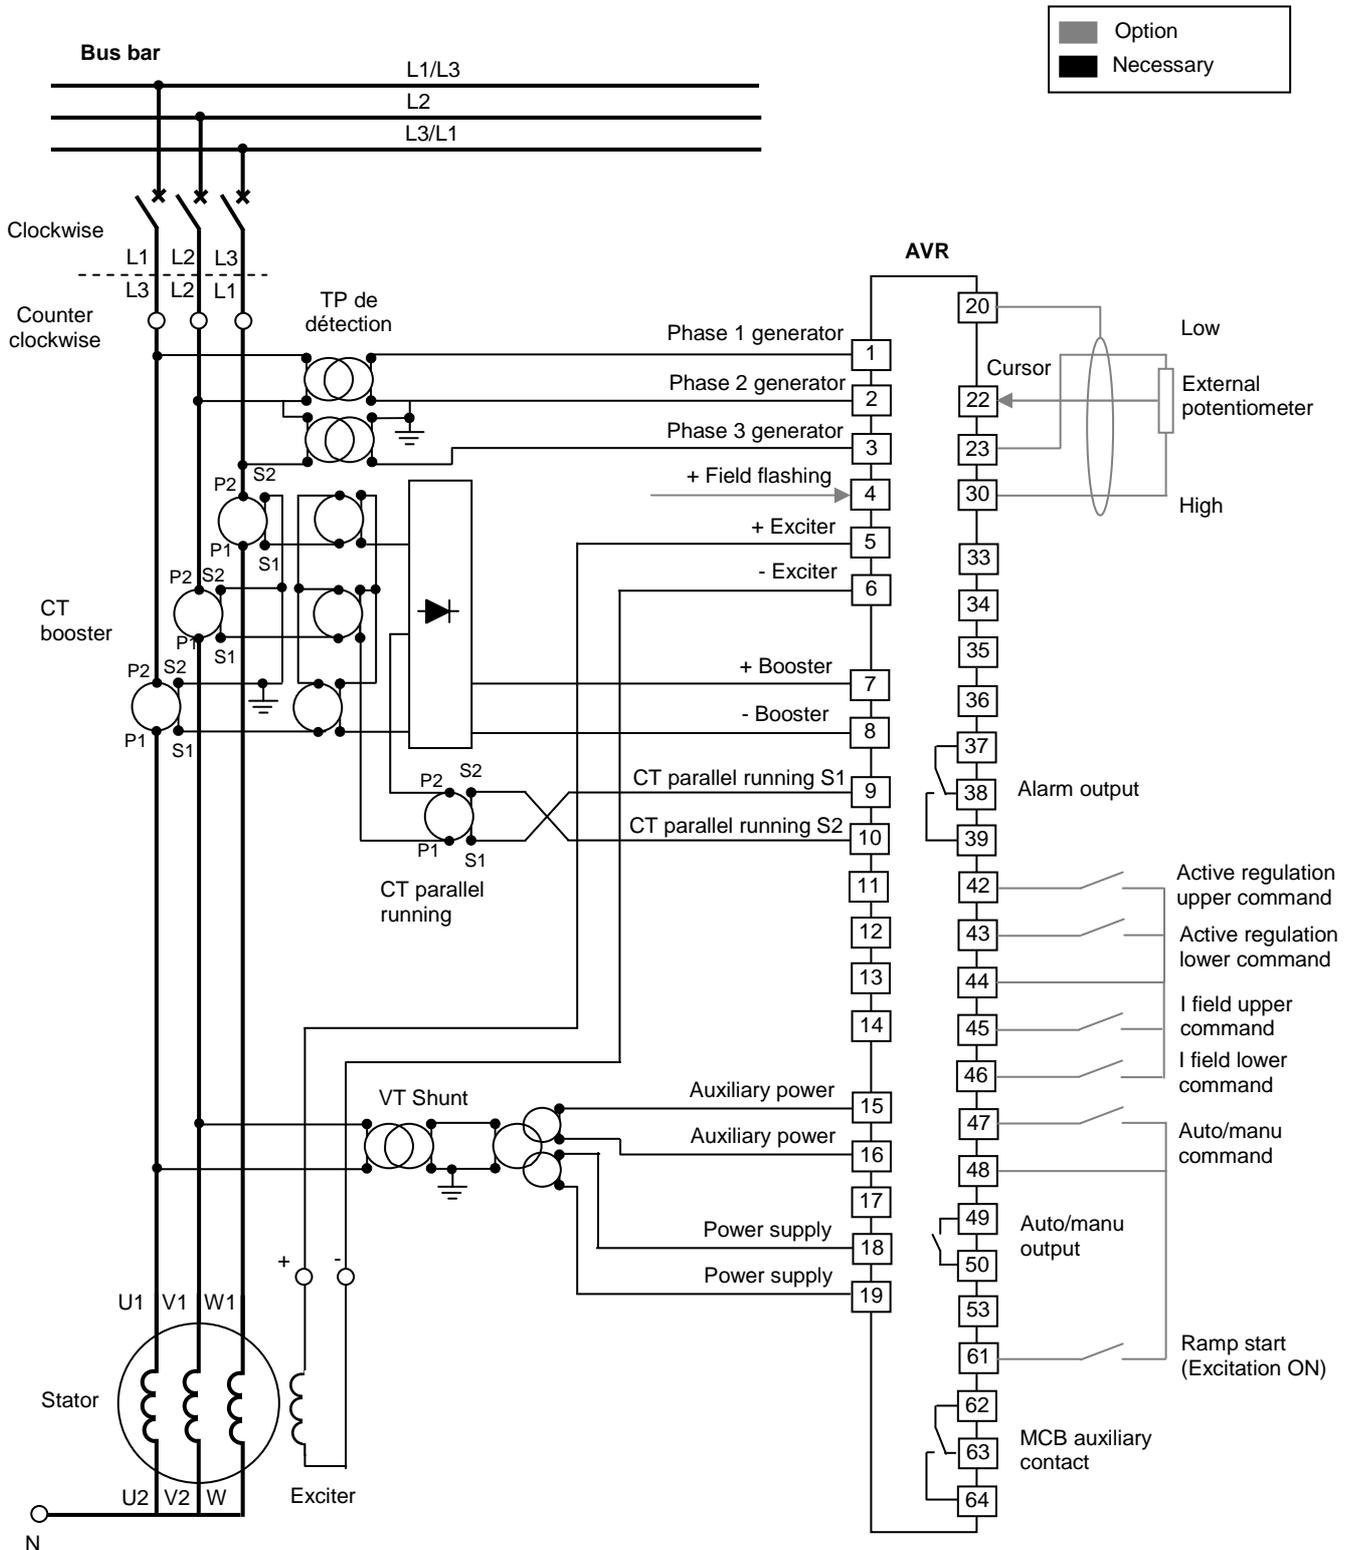 Option
Necessary
Bus bar
L1/L3
L2
L3/L1
Clockwise
L1 L2 L3
L3 L2 L1
Counter
clockwise
TP de
détection
AVR
Phase 1 generator
1
Phase 2 generator
2
Phase 3 generator
3
+ Field flashing
4
+ Exciter
5
- Exciter
6
+ Booster
7
- Booster
8
CT parallel running S1
9
CT parallel running S2
10
11
12
13
14
Auxiliary power
15
Auxiliary power
16
17
Power supply
18
Power supply
19
20
Low
Cursor
22
External
potentiometer
23
30
High
33
34
35
36
37
38
Alarm output
39
42
Active regulation
upper command
43
Active regulation
lower command
44
45
I field upper
command
46
I field lower
command
47
Auto/manu
command
48
49
Auto/manu
output
50
53
61
Ramp start
(Excitation ON)
62
63
MCB auxiliary
contact
64
P2 S2
P1 S1
P2 S2
P1 S1
CT
booster
P2 S2
P1 S1
P2 S2
P1 S1
CT parallel
running
VT Shunt
+ -
U1 V1 W1
Stator
U2 V2 W
Exciter
N